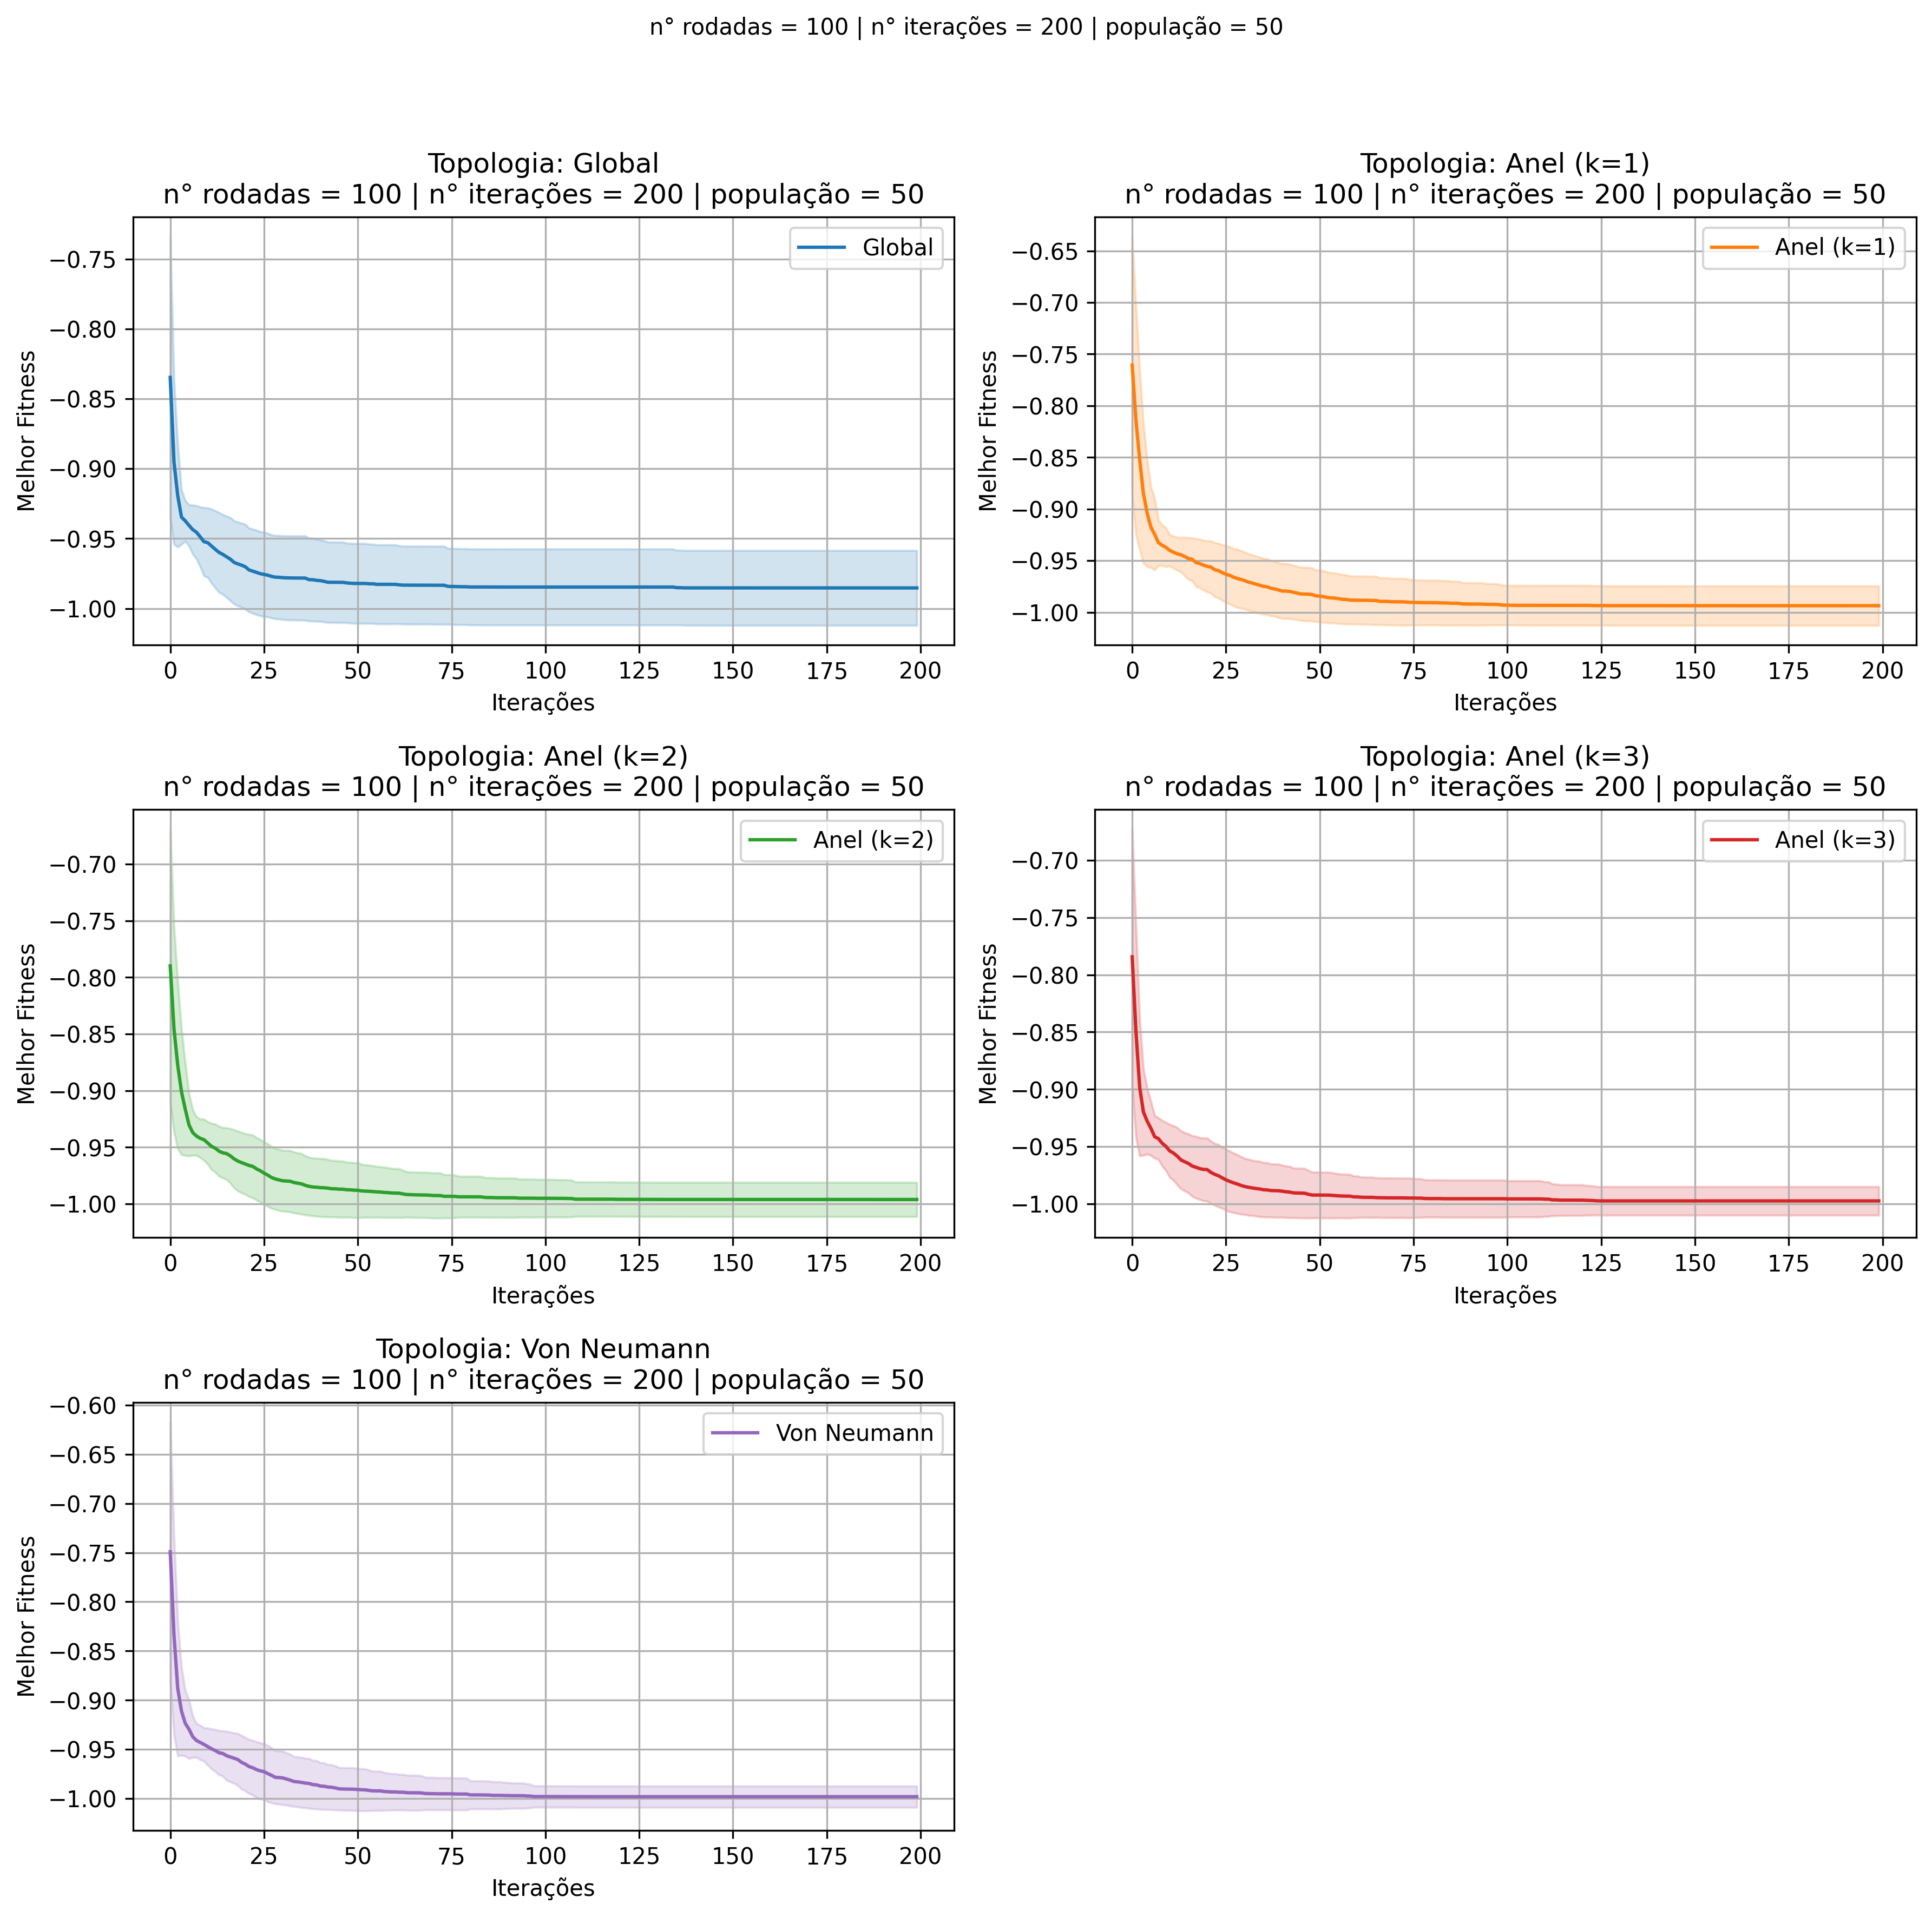 n° rodadas = 100 | n° iterações = 200 | população = 50
Topologia: Global
n° rodadas = 100 | n° iterações = 200 | população = 50
Melhor Fitness
−0.75
−0.80
−0.85
−0.90
−0.95
−1.00
Global
0 25 50 75 100 125 150 175 200
Iterações
Topologia: Anel (k=1)
n° rodadas = 100 | n° iterações = 200 | população = 50
Melhor Fitness
−0.65
−0.70
−0.75
−0.80
−0.85
−0.90
−0.95
−1.00
Anel (k=1)
0 25 50 75 100 125 150 175 200
Iterações
Topologia: Anel (k=2)
n° rodadas = 100 | n° iterações = 200 | população = 50
Melhor Fitness
−0.70
−0.75
−0.80
−0.85
−0.90
−0.95
−1.00
Anel (k=2)
0 25 50 75 100 125 150 175 200
Iterações
Topologia: Anel (k=3)
n° rodadas = 100 | n° iterações = 200 | população = 50
Melhor Fitness
−0.70
−0.75
−0.80
−0.85
−0.90
−0.95
−1.00
Anel (k=3)
0 25 50 75 100 125 150 175 200
Iterações
Topologia: Von Neumann
n° rodadas = 100 | n° iterações = 200 | população = 50
Melhor Fitness
−0.60
−0.65
−0.70
−0.75
−0.80
−0.85
−0.90
−0.95
−1.00
Von Neumann
0 25 50 75 100 125 150 175 200
Iterações